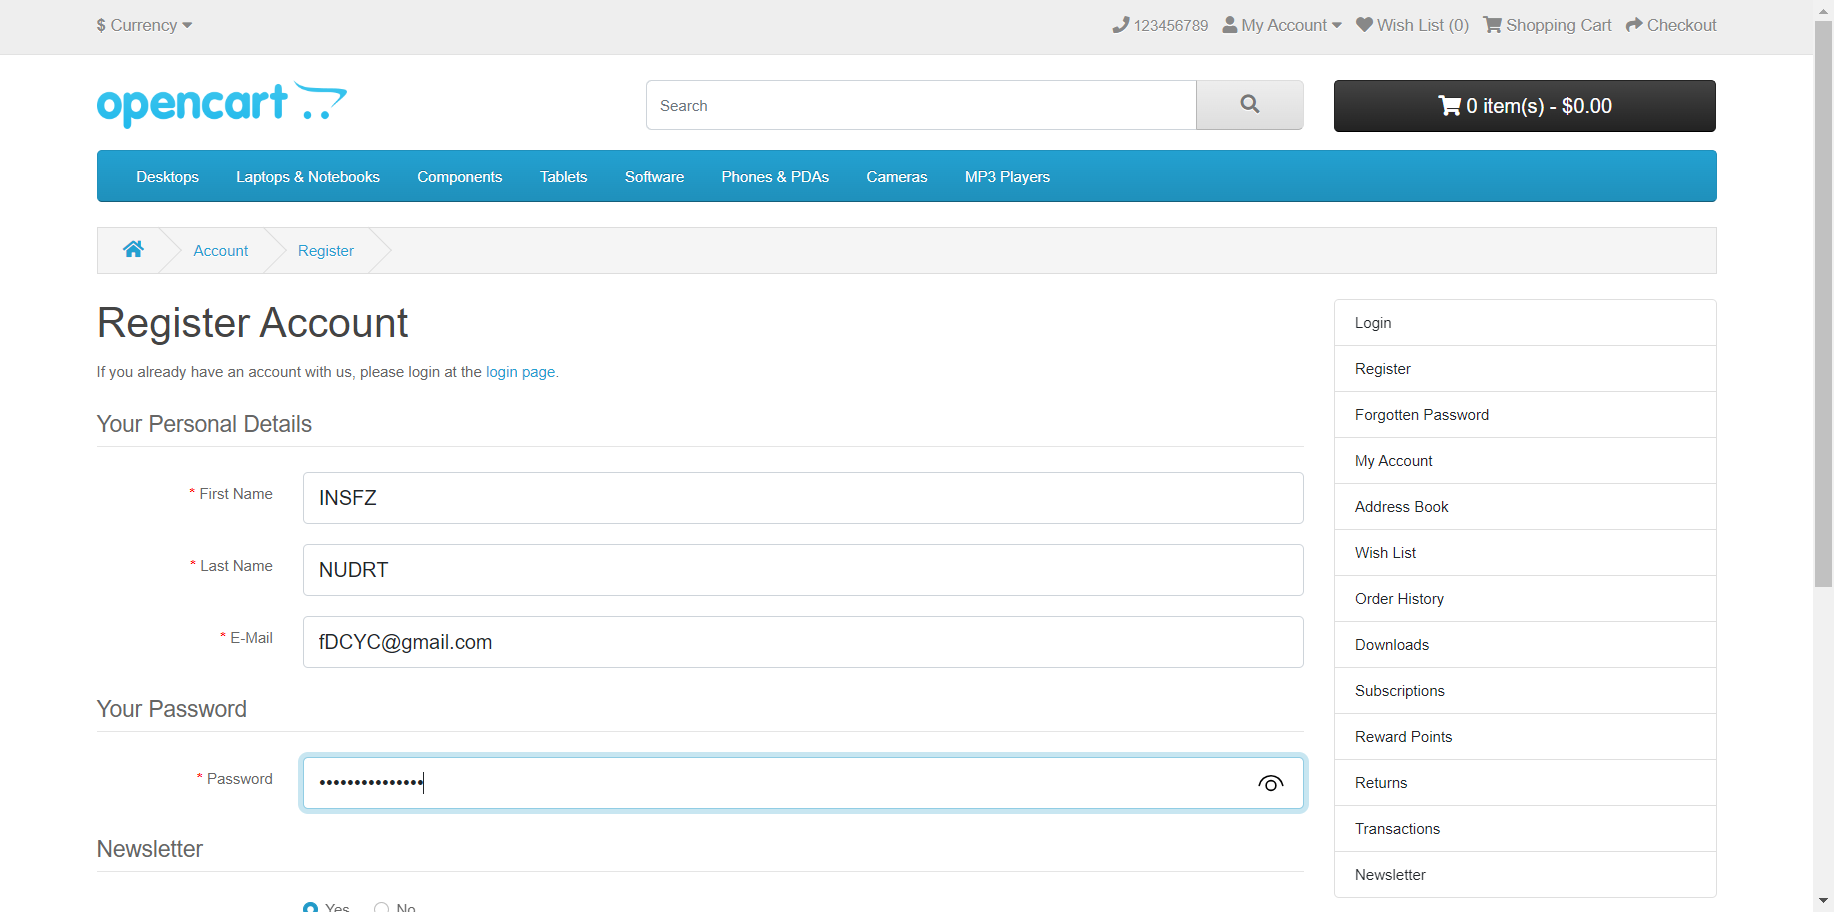 $ Currency
123456789 My Account Wish List (0) Shopping Cart Checkout
opencart
Search
0 item(s) - $0.00
Desktops Laptops & Notebooks Components Tablets Software Phones & PDAs Cameras MP3 Players
Account Register
Register Account
If you already have an account with us, please login at the login page.
Your Personal Details
* First Name INSFZ
* Last Name NUDRT
* E-Mail fDCYC@gmail.com
Your Password
* Password •••••••••••••••
Newsletter
Yes No
Login
Register
Forgotten Password
My Account
Address Book
Wish List
Order History
Downloads
Subscriptions
Reward Points
Returns
Transactions
Newsletter